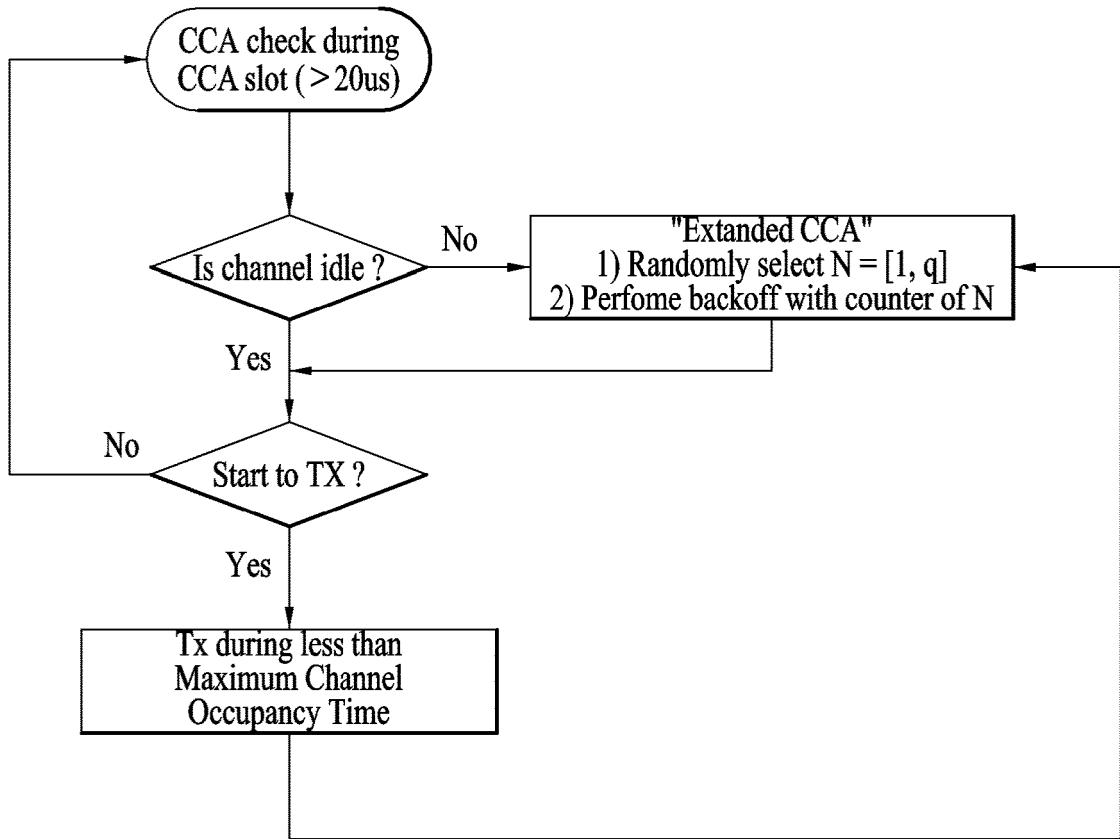 CCA check during
CCA slot ( > 20us)
Is channel idle ?
No
"Extanded CCA"
1) Randomly select N = [1, q]
2) Perfome backoff with counter of N
Yes
No
Start to TX ?
Yes
Tx during less than
Maximum Channel
Occupancy Time